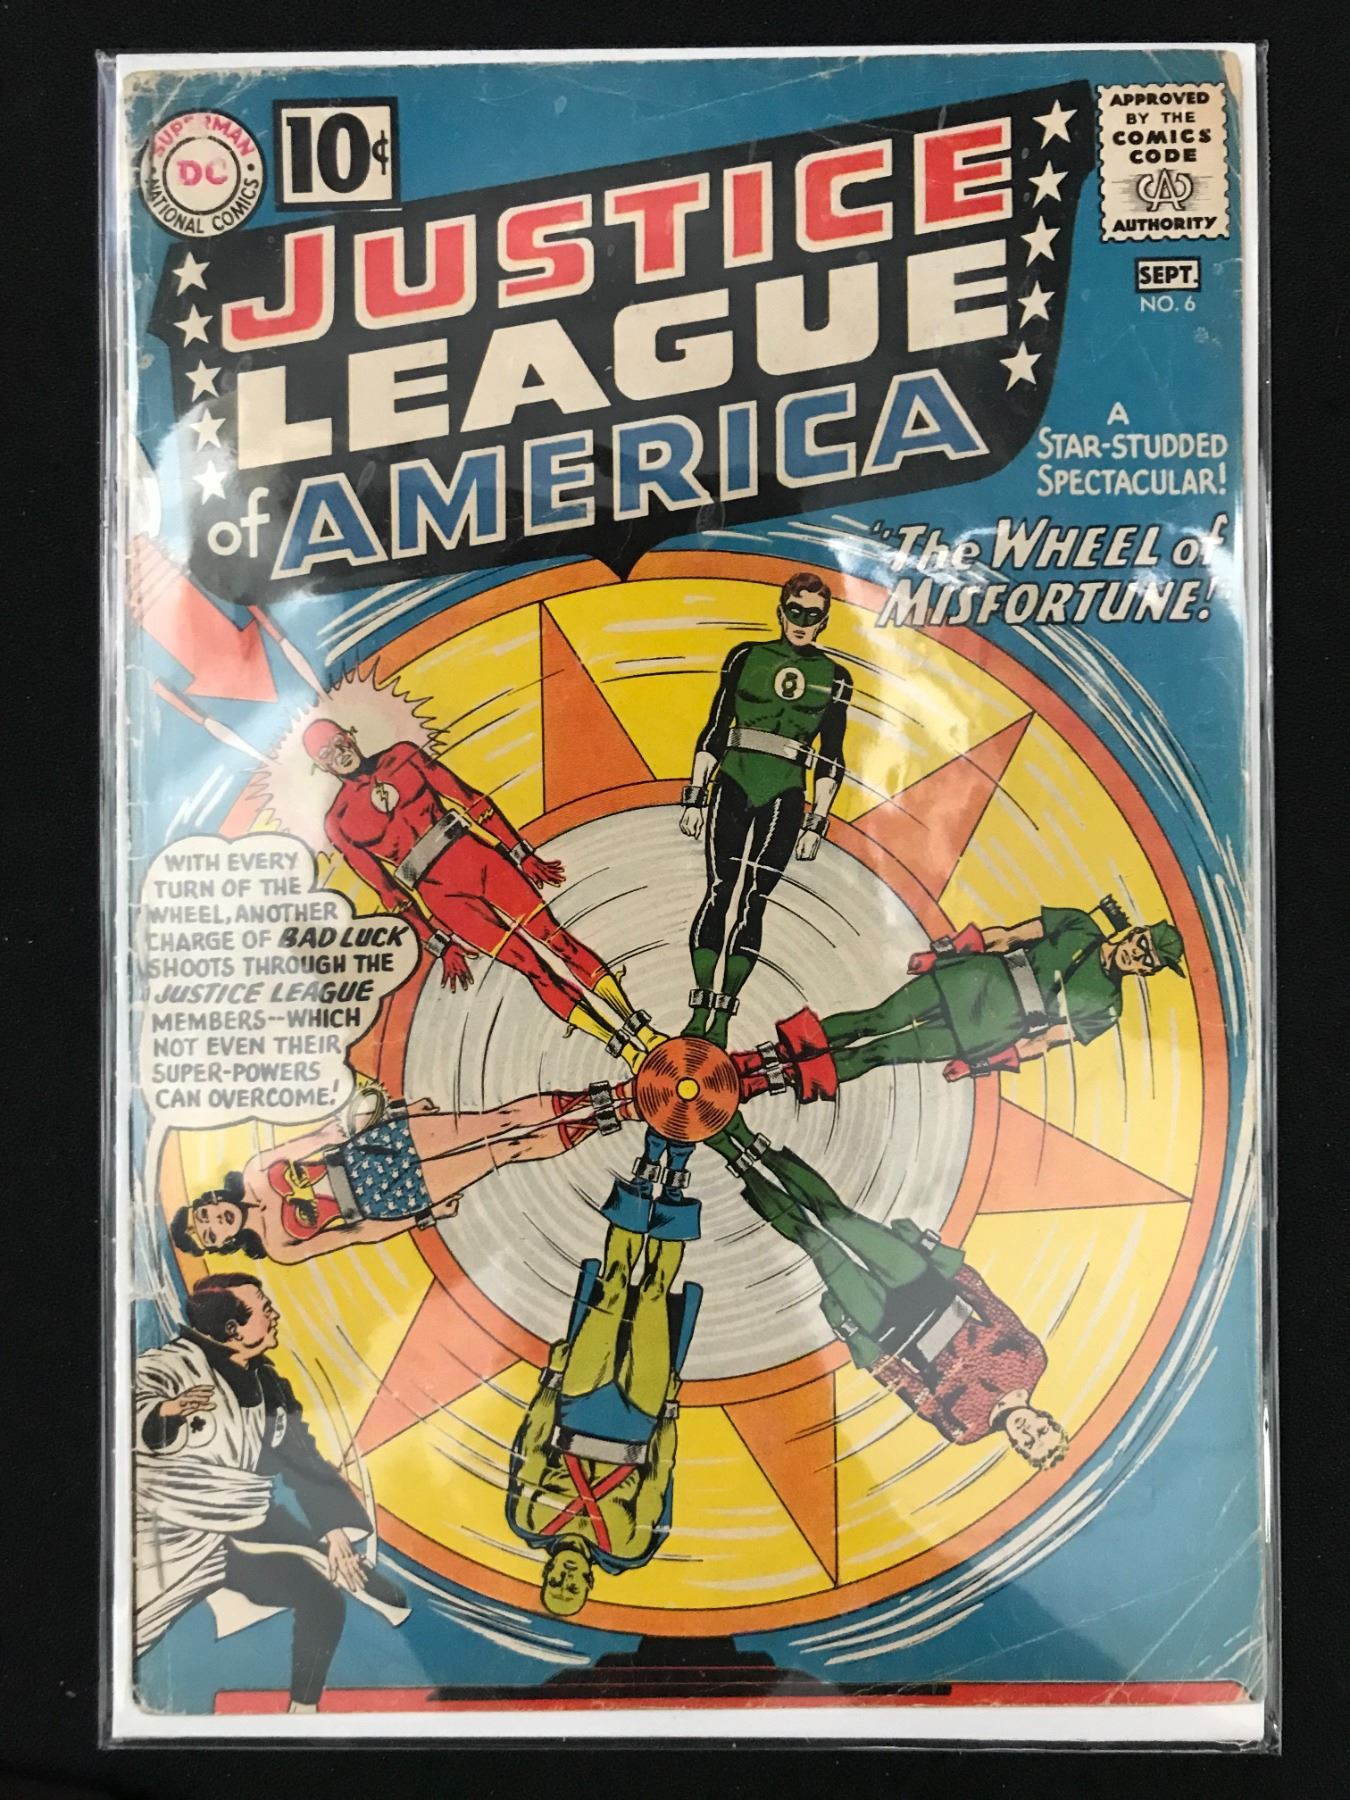 SUPERMAN
DC
NATIONAL COMICS
10¢
JUSTICE
LEAGUE
of AMERICA
APPROVED
BY THE
COMICS
CODE
CA
AUTHORITY
SEPT.
NO. 6
A
STAR-STUDDED
SPECTACULAR!
"The WHEEL of
MISFORTUNE!"
WITH EVERY
TURN OF THE
WHEEL, ANOTHER
CHARGE OF BAD LUCK
SHOOTS THROUGH THE
JUSTICE LEAGUE
MEMBERS--WHICH
NOT EVEN THEIR
SUPER-POWERS
CAN OVERCOME!